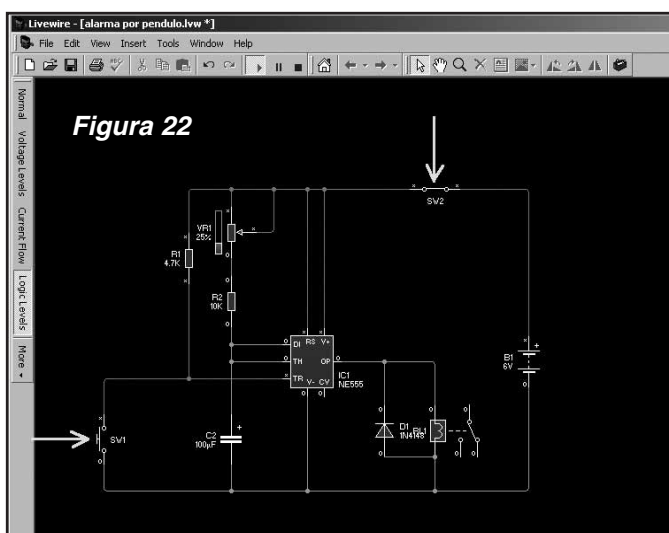 Livewire - [alarma por pendulo.lvw *]
File Edit View Insert Tools Window Help
Normal
Voltage Levels
Current Flow
Logic Levels
More
Figura 22
SW2
VR1
25%
R1
4.7K
R2
10K
DI RS V+
TH OP
TR V- CV
IC1
NE555
B1
6V
SW1
C2
100µF
D1
1N4148
RL1